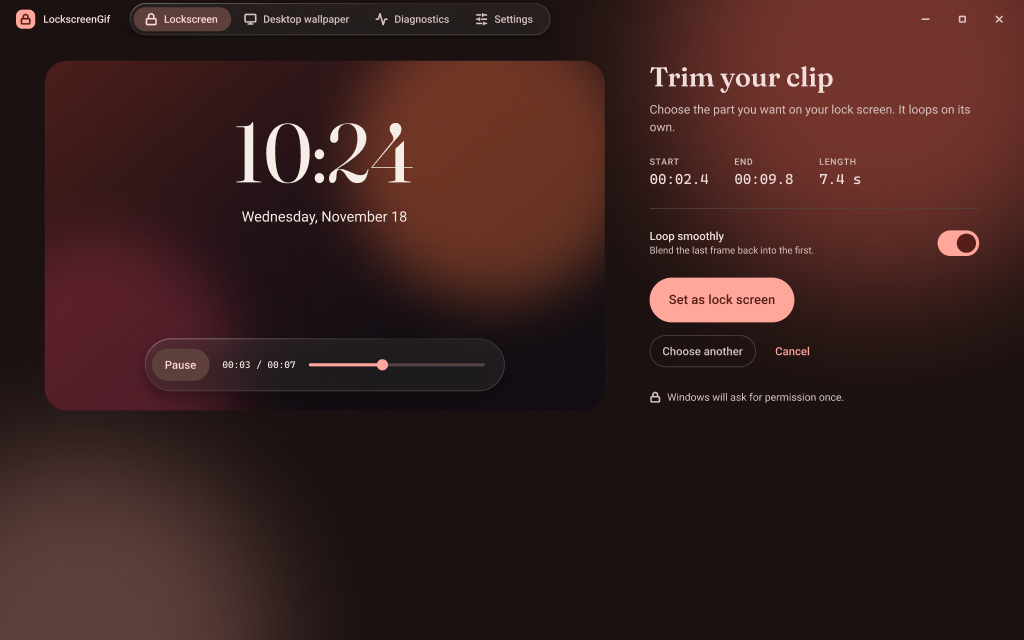 LockscreenGif
Lockscreen
Desktop wallpaper
Diagnostics
Settings
10:24
Wednesday, November 18
Pause
00:03 / 00:07
Trim your clip
Choose the part you want on your lock screen. It loops on its
own.
START
END
LENGTH
00:02.4
00:09.8
7.4 s
Loop smoothly
Blend the last frame back into the first.
Set as lock screen
Choose another
Cancel
Windows will ask for permission once.